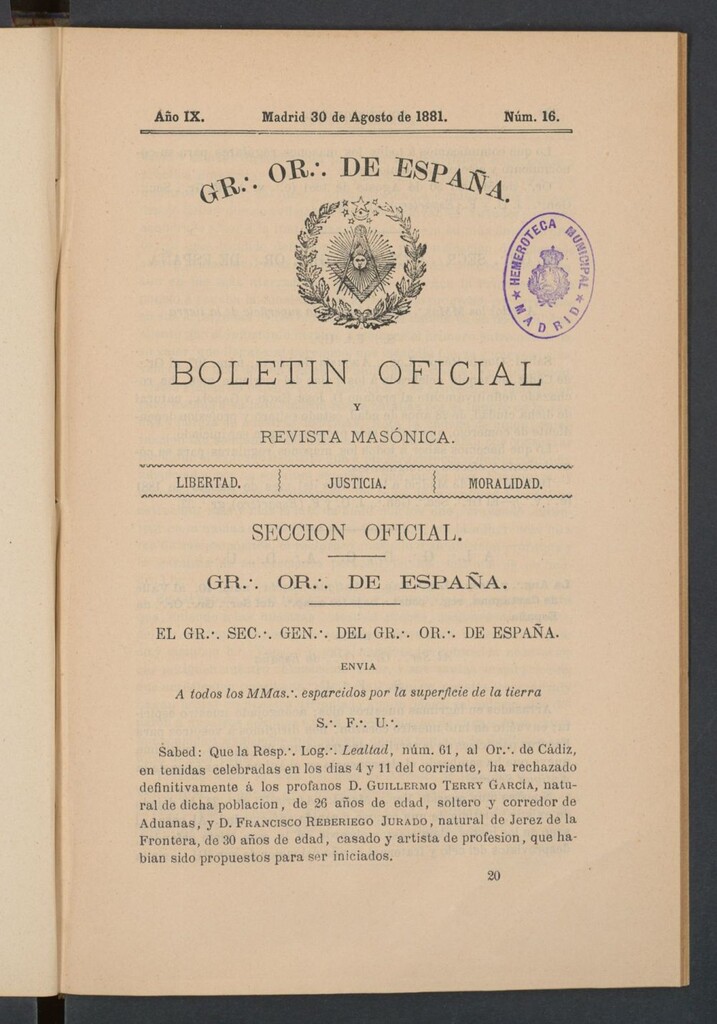 Año IX. Madrid 30 de Agosto de 1881. Núm. 16.
GR.·. OR.·. DE ESPAÑA.
HEMEROTECA MUNICIPAL
★ MADRID ★
BOLETIN OFICIAL
Y
REVISTA MASÓNICA.
LIBERTAD. JUSTICIA. MORALIDAD.
SECCION OFICIAL.
GR.·. OR.·. DE ESPAÑA.
EL GR.·. SEC.·. GEN.·. DEL GR.·. OR.·. DE ESPAÑA.
ENVIA
A todos los MMas.·. esparcidos por la superficie de la tierra
S.·. F.·. U.·.
Sabed: Que la Resp.·. Log.·. Lealtad, núm. 61, al Or.·. de Cádiz,
en tenidas celebradas en los dias 4 y 11 del corriente, ha rechazado
definitivamente á los profanos D. GUILLERMO TERRY GARCÍA, natu-
ral de dicha poblacion, de 26 años de edad, soltero y corredor de
Aduanas, y D. FRANCISCO REBERIEGO JURADO, natural de Jerez de la
Frontera, de 30 años de edad, casado y artista de profesion, que ha-
bian sido propuestos para ser iniciados.
20